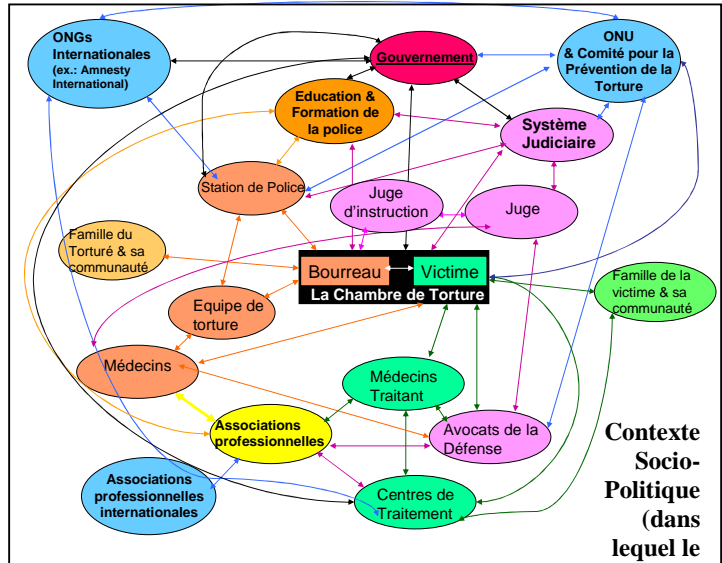 ONGs
Internationales
(ex.: Amnesty
International)
Gouvernement
ONU
& Comité pour la
Prévention de la
Torture
Education &
Formation de
la police
Système
Judiciaire
Station de Police
Juge
d'instruction
Juge
Famille du
Torturé & sa
communauté
Bourreau
Victime
La Chambre de Torture
Famille de la
victime & sa
communauté
Equipe de
torture
Médecins
Médecins
Traitant
Associations
professionnelles
Avocats de la
Défense
Contexte
Socio-
Politique
(dans
lequel le
Associations
professionnelles
internationales
Centres de
Traitement